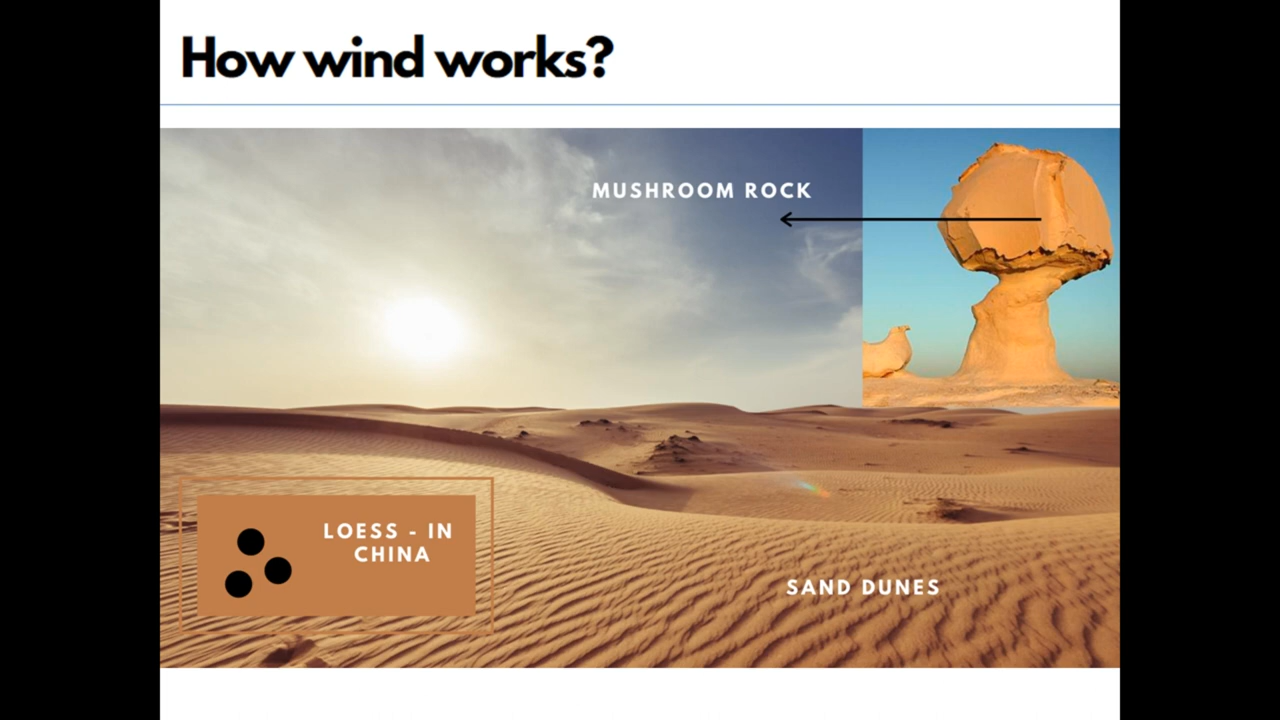 How wind works?
MUSHROOM ROCK
LOESS - IN
CHINA
SAND DUNES